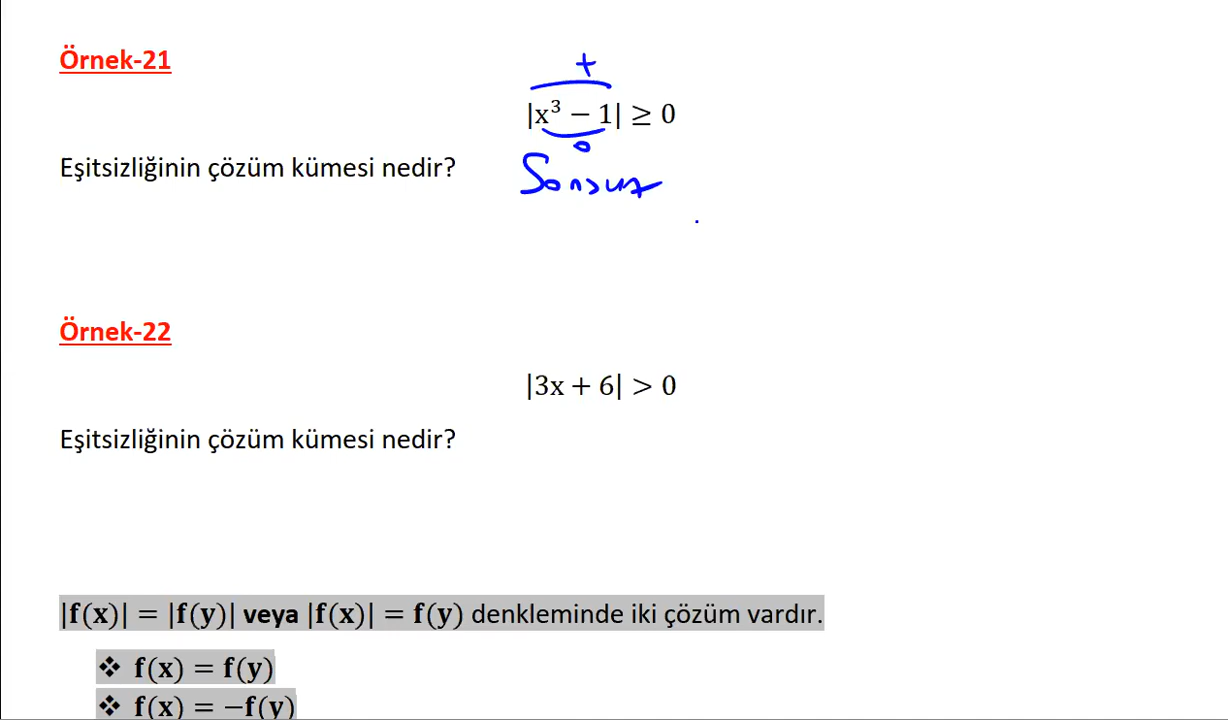 Örnek-21
+
|x³ − 1| ≥ 0
0
Eşitsizliğinin çözüm kümesi nedir?
Sonsuz
Örnek-22
|3x + 6| > 0
Eşitsizliğinin çözüm kümesi nedir?
|f(x)| = |f(y)| veya |f(x)| = f(y) denkleminde iki çözüm vardır.
❖ f(x) = f(y)
❖ f(x) = −f(y)